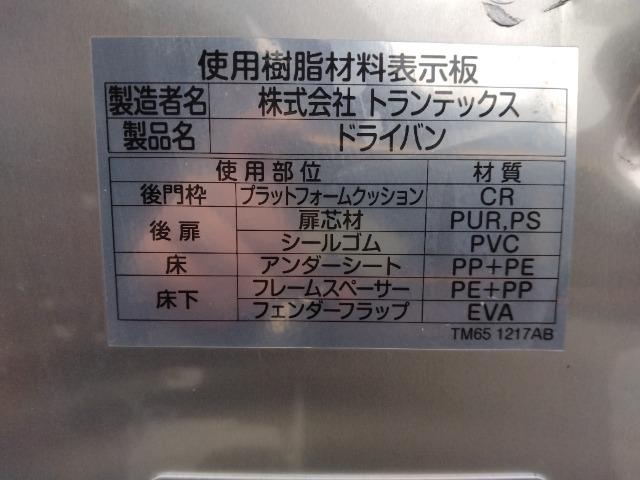 使用樹脂材料表示板
製造者名 株式会社 トランテックス
製品名 ドライバン
使用部位 材質
後門枠 プラットフォームクッション CR
後扉 扉芯材 PUR,PS
シールゴム PVC
床 アンダーシート PP+PE
床下 フレームスペーサー PE+PP
フェンダーフラップ EVA
TM65 1217AB